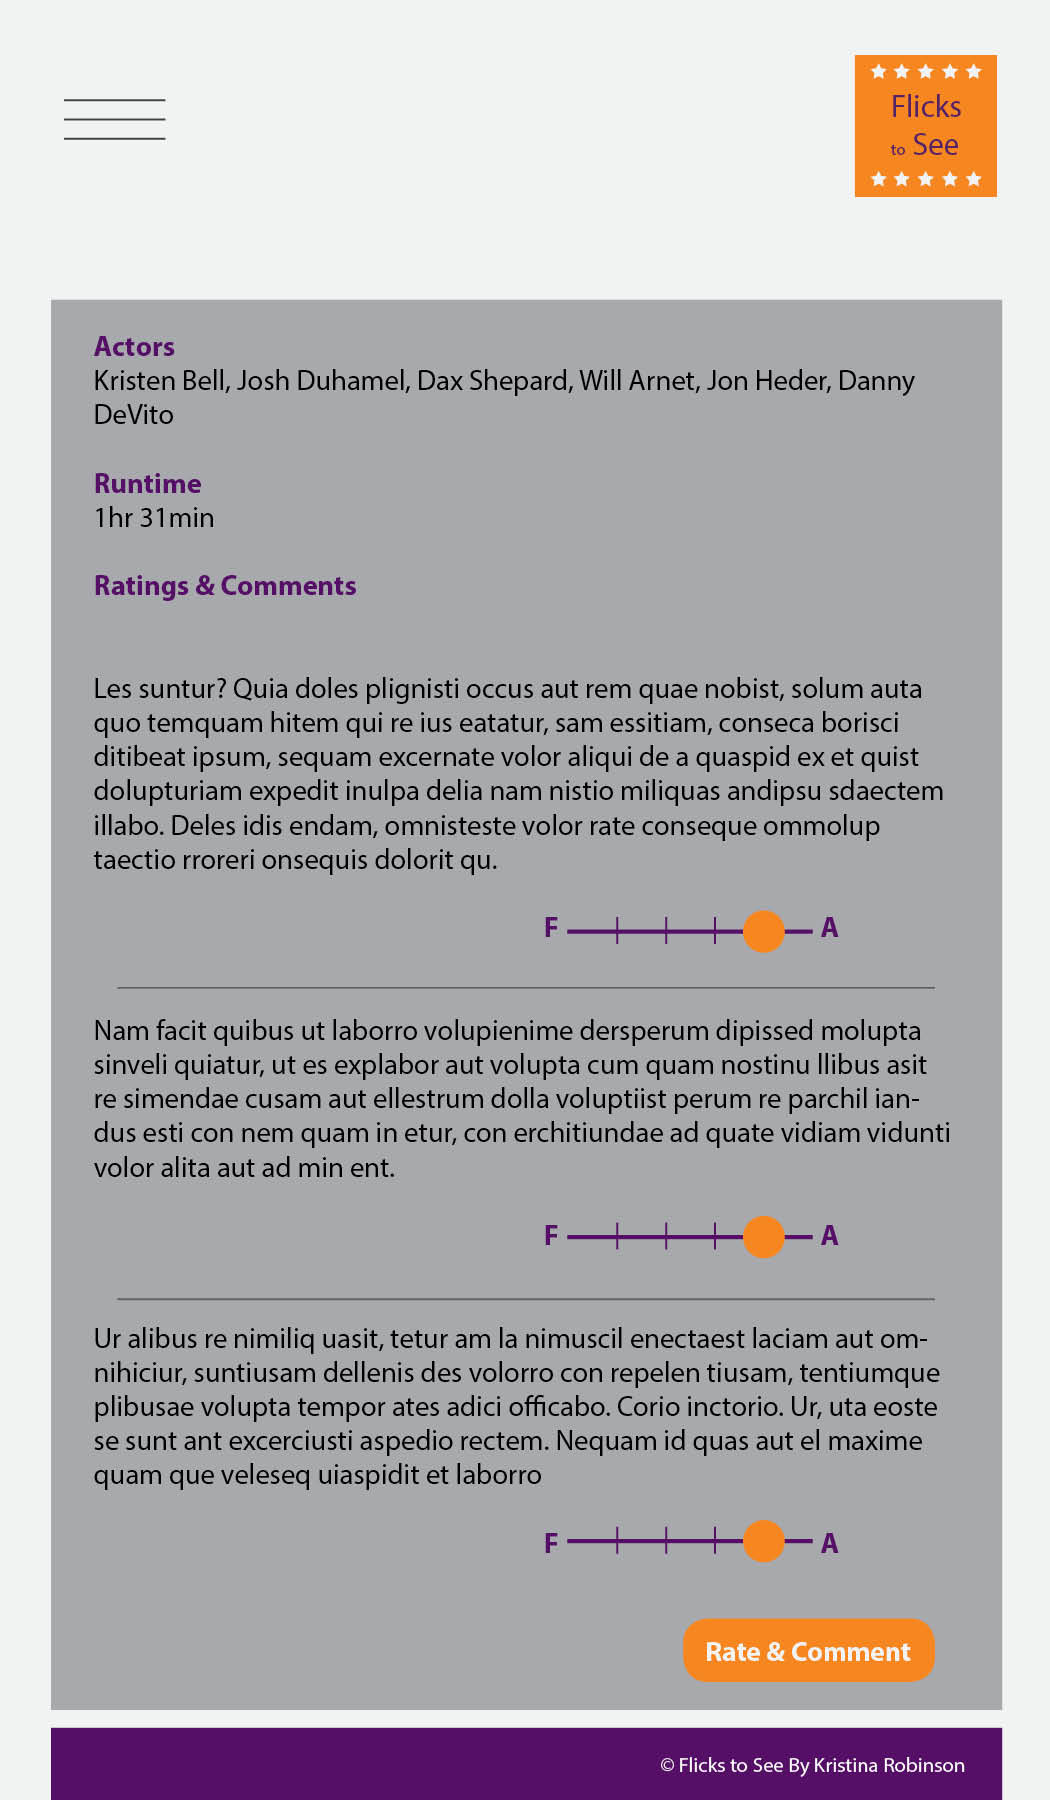 Flicks
to See
Actors
Kristen Bell, Josh Duhamel, Dax Shepard, Will Arnet, Jon Heder, Danny
DeVito
Runtime
1hr 31min
Ratings & Comments
Les suntur? Quia doles plignisti occus aut rem quae nobist, solum auta
quo temquam hitem qui re ius eatatur, sam essitiam, conseca borisci
ditibeat ipsum, sequam excernate volor aliqui de a quaspid ex et quist
dolupturiam expedit inulpa delia nam nistio miliquas andipsu sdaectem
illabo. Deles idis endam, omnisteste volor rate conseque ommolup
taectio rroreri onsequis dolorit qu.
F A
Nam facit quibus ut laborro volupienime dersperum dipissed molupta
sinveli quiatur, ut es explabor aut volupta cum quam nostinu llibus asit
re simendae cusam aut ellestrum dolla voluptiist perum re parchil ian-
dus esti con nem quam in etur, con erchitiundae ad quate vidiam vidunti
volor alita aut ad min ent.
F A
Ur alibus re nimiliq uasit, tetur am la nimuscil enectaest laciam aut om-
nihiciur, suntiusam dellenis des volorro con repelen tiusam, tentiumque
plibusae volupta tempor ates adici officabo. Corio inctorio. Ur, uta eoste
se sunt ant excerciusti aspedio rectem. Nequam id quas aut el maxime
quam que veleseq uiaspidit et laborro
F A
Rate & Comment
© Flicks to See By Kristina Robinson